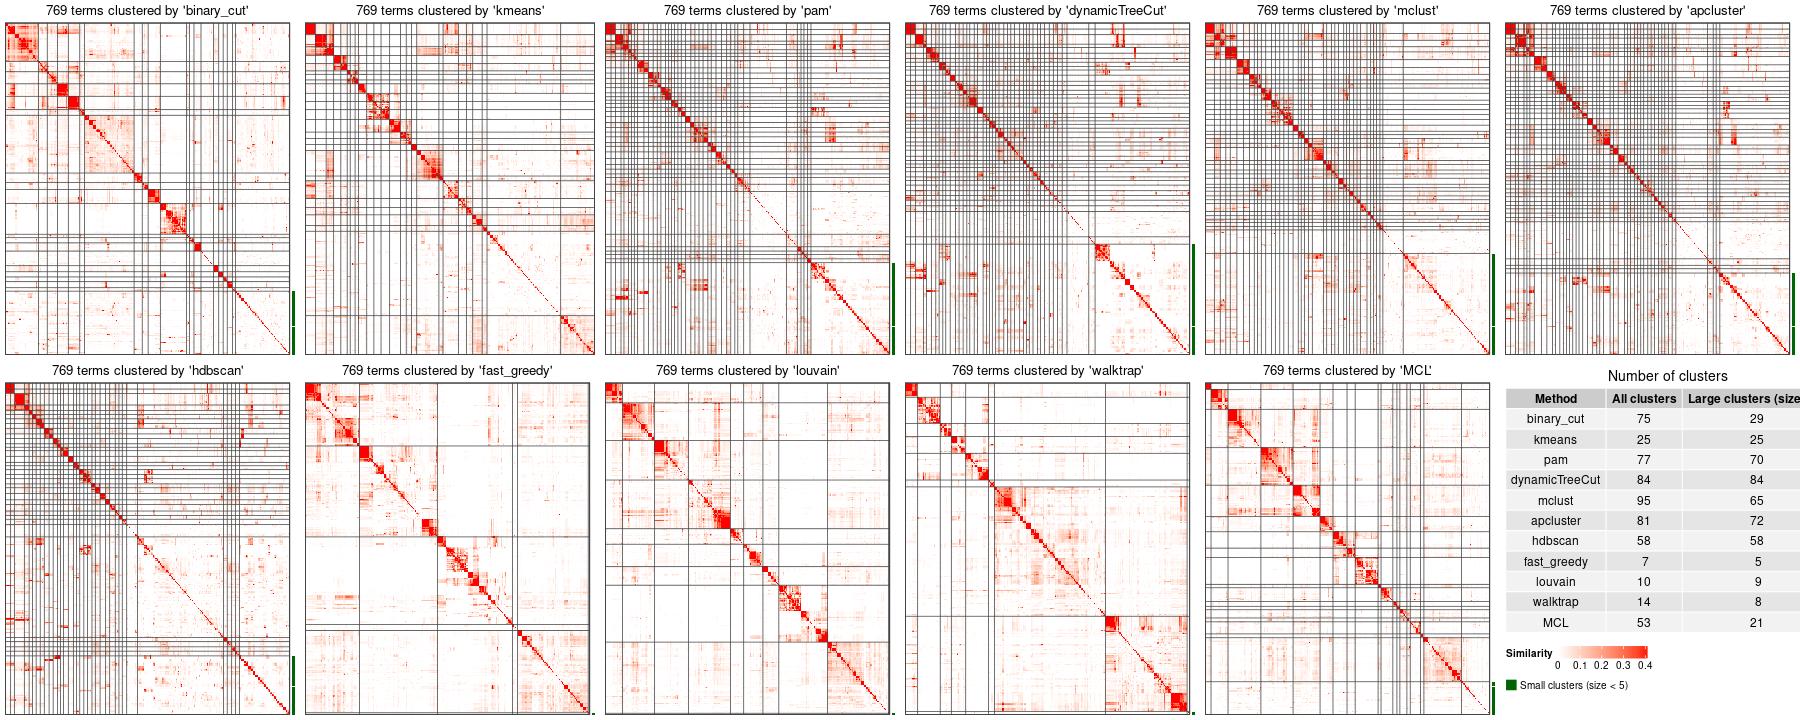 769 terms clustered by 'binary_cut'
769 terms clustered by 'kmeans'
769 terms clustered by 'pam'
769 terms clustered by 'dynamicTreeCut'
769 terms clustered by 'mclust'
769 terms clustered by 'apcluster'
769 terms clustered by 'hdbscan'
769 terms clustered by 'fast_greedy'
769 terms clustered by 'louvain'
769 terms clustered by 'walktrap'
769 terms clustered by 'MCL'
Number of clusters
Method All clusters Large clusters (size
binary_cut 75 29
kmeans 25 25
pam 77 70
dynamicTreeCut 84 84
mclust 95 65
apcluster 81 72
hdbscan 58 58
fast_greedy 7 5
louvain 10 9
walktrap 14 8
MCL 53 21
Similarity
0 0.1 0.2 0.3 0.4
Small clusters (size < 5)